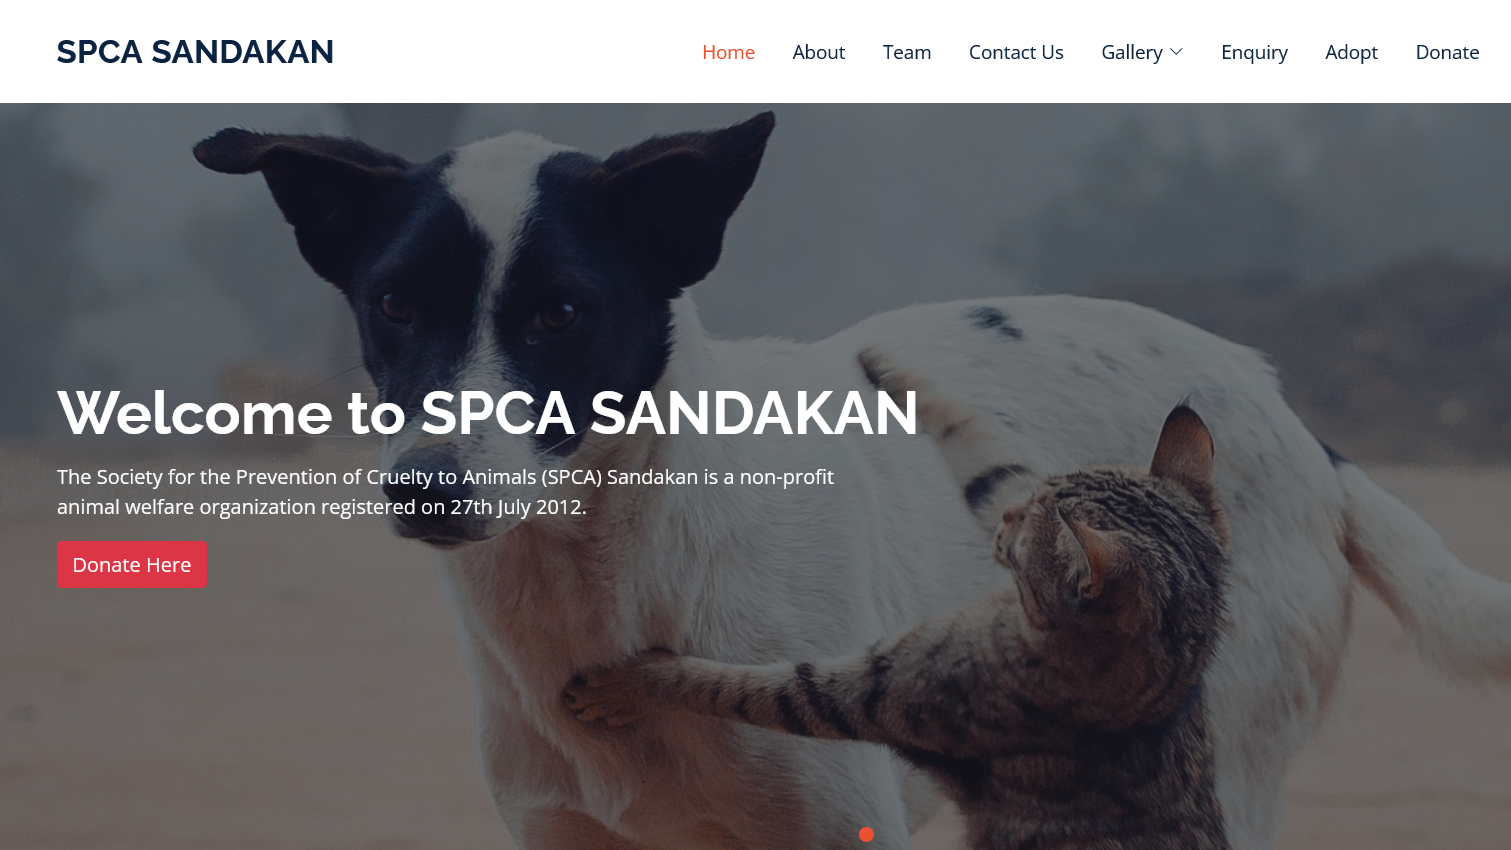 SPCA SANDAKAN
Home About Team Contact Us Gallery Enquiry Adopt Donate
Welcome to SPCA SANDAKAN
The Society for the Prevention of Cruelty to Animals (SPCA) Sandakan is a non-profit
animal welfare organization registered on 27th July 2012.
Donate Here